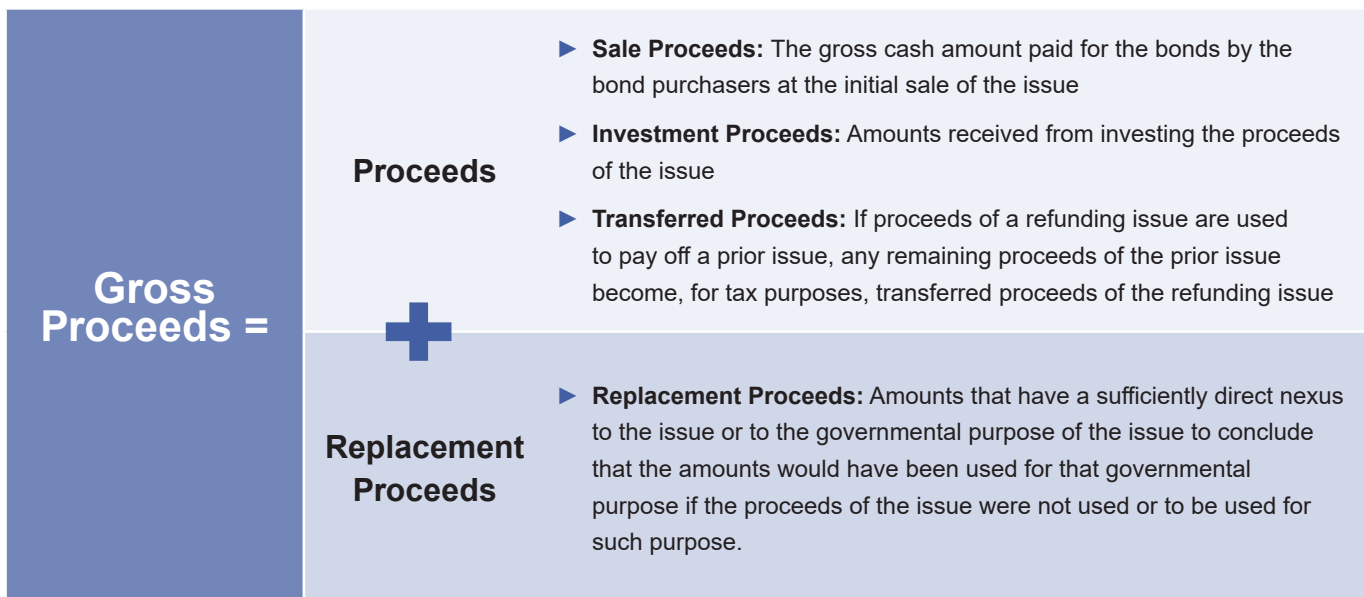 Gross
Proceeds =
Proceeds
► Sale Proceeds: The gross cash amount paid for the bonds by the
bond purchasers at the initial sale of the issue
► Investment Proceeds: Amounts received from investing the proceeds
of the issue
► Transferred Proceeds: If proceeds of a refunding issue are used
to pay off a prior issue, any remaining proceeds of the prior issue
become, for tax purposes, transferred proceeds of the refunding issue
Replacement
Proceeds
► Replacement Proceeds: Amounts that have a sufficiently direct nexus
to the issue or to the governmental purpose of the issue to conclude
that the amounts would have been used for that governmental
purpose if the proceeds of the issue were not used or to be used for
such purpose.